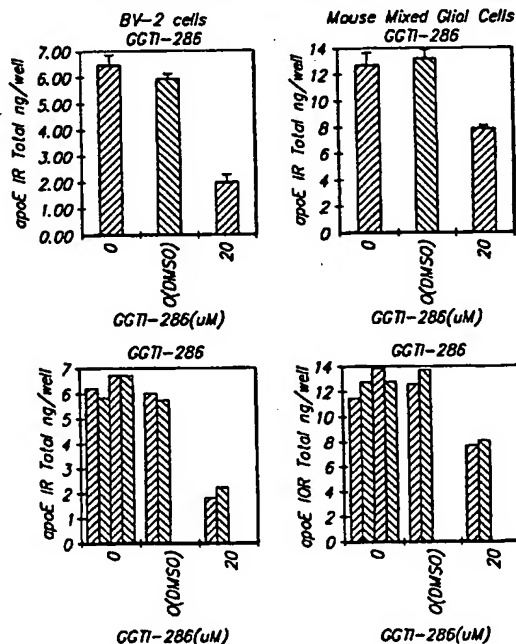 BV-2 cells
GGTI-286
apoE IR Total ng/well
7.00
6.00
5.00
4.00
3.00
2.00
1.00
0.00
0
0(DMSO)
20
GGTI-286(uM)
Mouse Mixed Glial Cells
GGTI-286
apoE IR Total ng/well
14
12
10
8
6
4
2
0
0
0(DMSO)
20
GGTI-286(uM)
GGTI-286
apoE IR Total ng/well
7
6
5
4
3
2
1
0
0
0(DMSO)
20
GGTI-286(uM)
GGTI-286
apoE IOR Total ng/well
14
12
10
8
6
4
2
0
0
0(DMSO)
20
GGTI-286(uM)